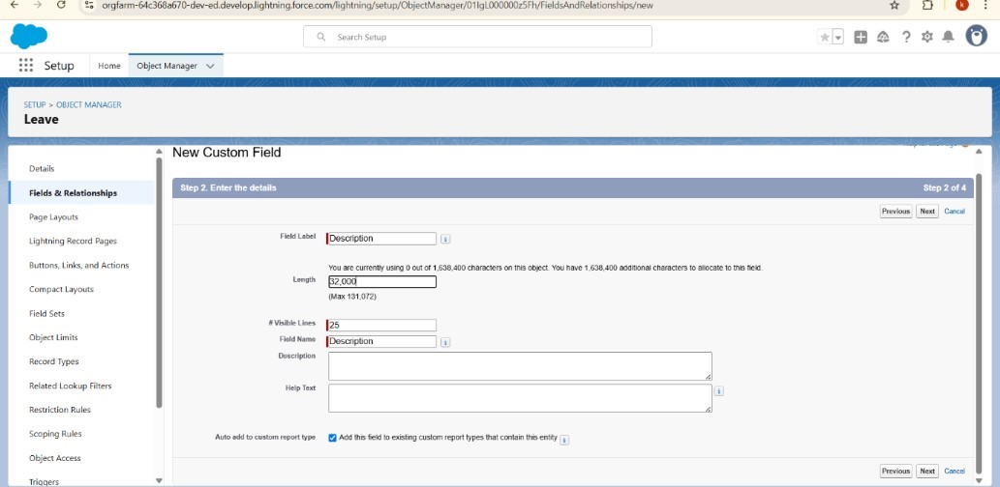 orgfarm-64c368a670-dev-ed.develop.lightning.force.com/lightning/setup/ObjectManager/01IgL000000z5Fh/FieldsAndRelationships/new
k
Search Setup
Setup Home Object Manager
SETUP > OBJECT MANAGER
Leave
Details
Fields & Relationships
Page Layouts
Lightning Record Pages
Buttons, Links, and Actions
Compact Layouts
Field Sets
Object Limits
Record Types
Related Lookup Filters
Restriction Rules
Scoping Rules
Object Access
Triggers
New Custom Field
Step 2. Enter the details Step 2 of 4
Previous Next Cancel
Field Label Description
You are currently using 0 out of 1,638,400 characters on this object. You have 1,638,400 additional characters to allocate to this field.
Length 32,000
(Max 131,072)
# Visible Lines 25
Field Name Description
Description
Help Text
Auto add to custom report type Add this field to existing custom report types that contain this entity
Previous Next Cancel